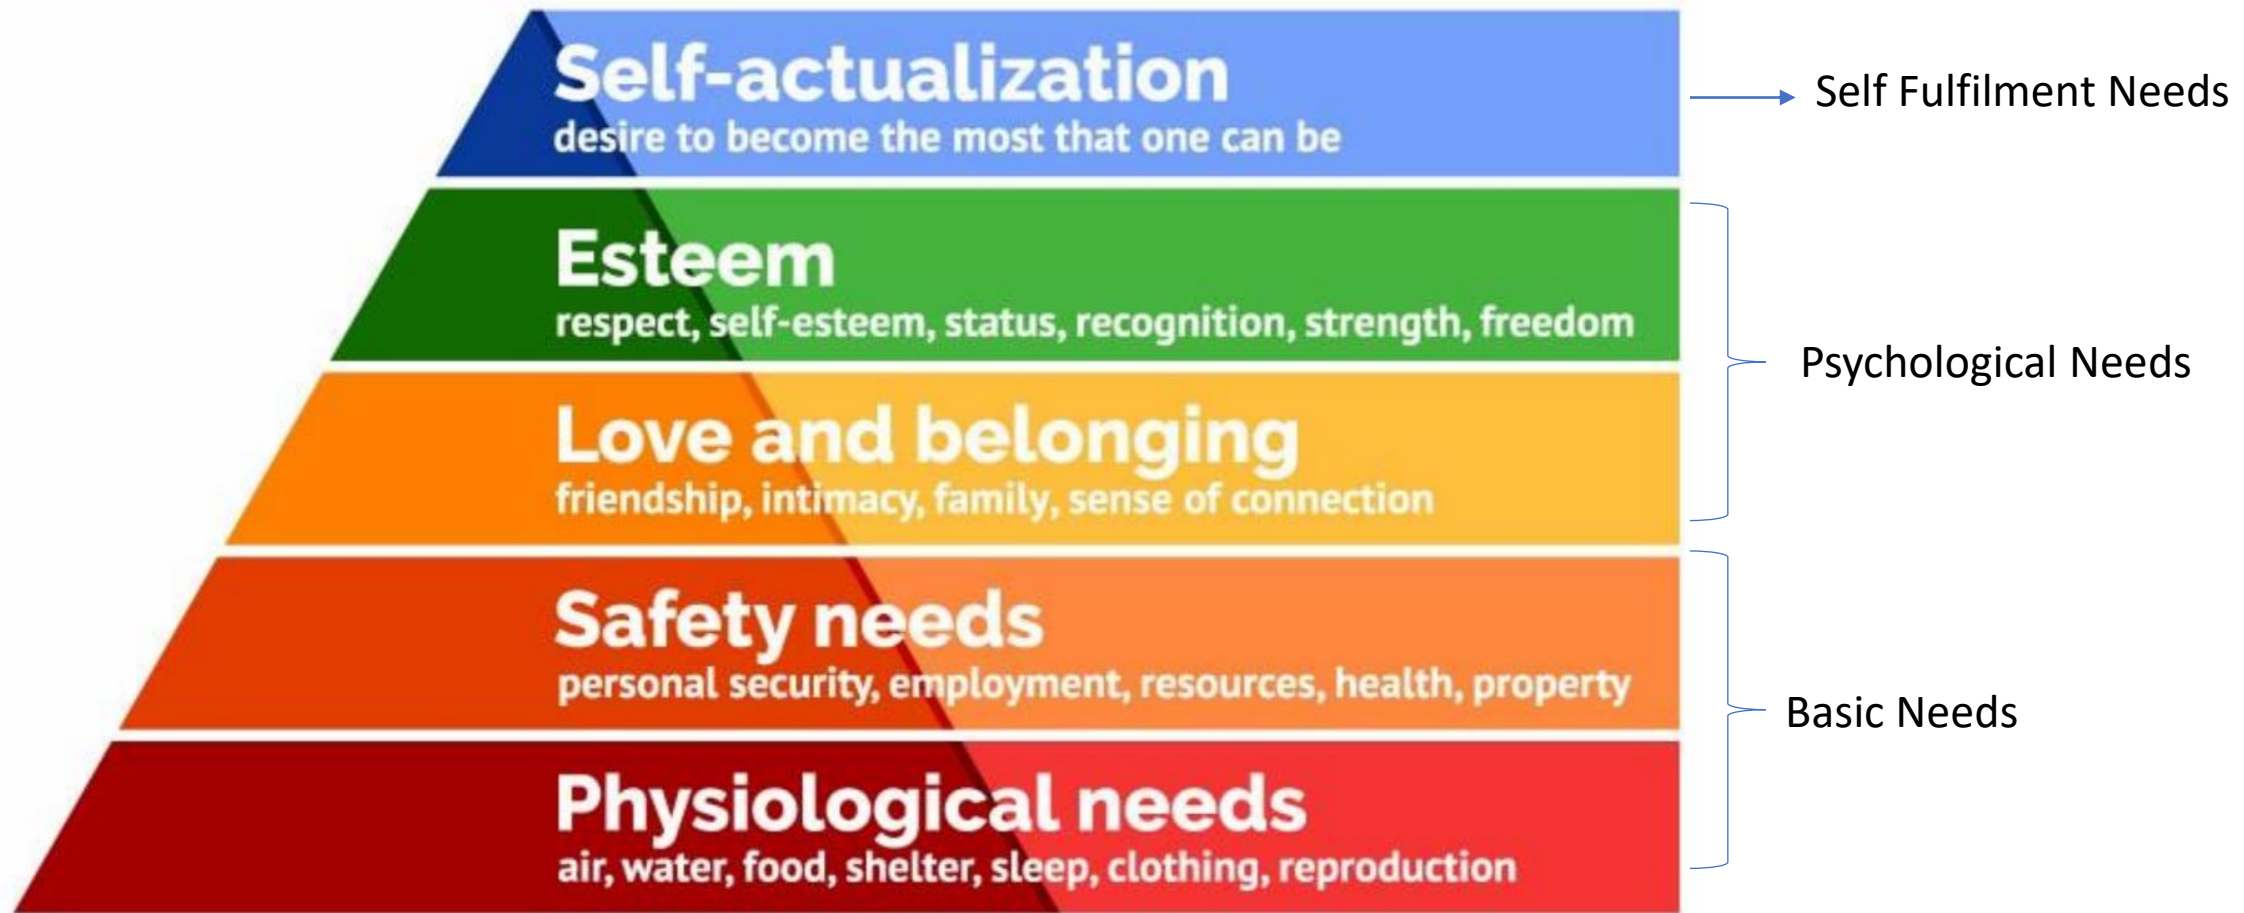 Self-actualization
desire to become the most that one can be
Self Fulfilment Needs
Esteem
respect, self-esteem, status, recognition, strength, freedom
Psychological Needs
Love and belonging
friendship, intimacy, family, sense of connection
Safety needs
personal security, employment, resources, health, property
Basic Needs
Physiological needs
air, water, food, shelter, sleep, clothing, reproduction